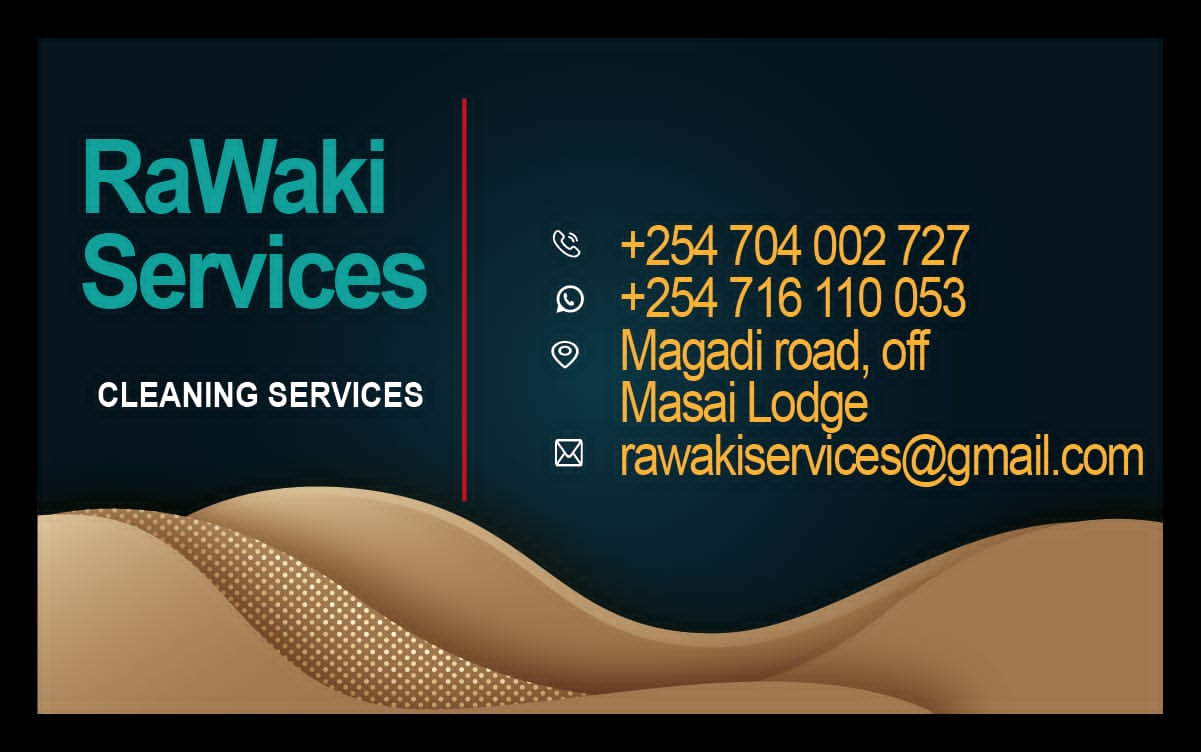 RaWaki
Services
CLEANING SERVICES
+254 704 002 727
+254 716 110 053
Magadi road, off
Masai Lodge
rawakiservices@gmail.com